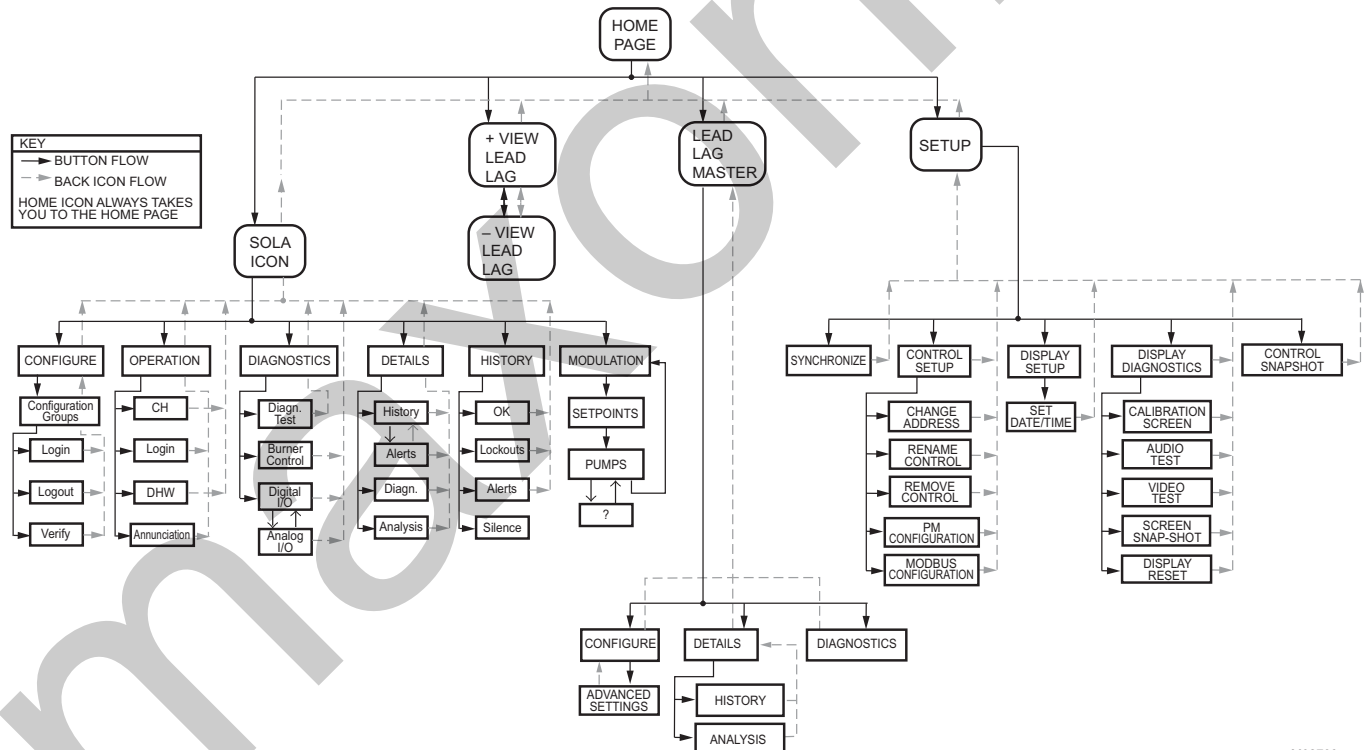 HOME
PAGE
KEY
BUTTON FLOW
BACK ICON FLOW
HOME ICON ALWAYS TAKES
YOU TO THE HOME PAGE
+ VIEW
LEAD
LAG
– VIEW
LEAD
LAG
LEAD
LAG
MASTER
SETUP
SOLA
ICON
CONFIGURE
OPERATION
DIAGNOSTICS
DETAILS
HISTORY
MODULATION
Configuration
Groups
Login
Logout
Verify
CH
Login
DHW
Annunciation
Diagn.
Test
Burner
Control
Digital
I/O
Analog
I/O
History
Alerts
Diagn.
Analysis
OK
Lockouts
Alerts
Silence
SETPOINTS
PUMPS
?
SYNCHRONIZE
CONTROL
SETUP
DISPLAY
SETUP
DISPLAY
DIAGNOSTICS
CONTROL
SNAPSHOT
CHANGE
ADDRESS
RENAME
CONTROL
REMOVE
CONTROL
PM
CONFIGURATION
MODBUS
CONFIGURATION
SET
DATE/TIME
CALIBRATION
SCREEN
AUDIO
TEST
VIDEO
TEST
SCREEN
SNAP-SHOT
DISPLAY
RESET
CONFIGURE
DETAILS
DIAGNOSTICS
ADVANCED
SETTINGS
HISTORY
ANALYSIS
maxon